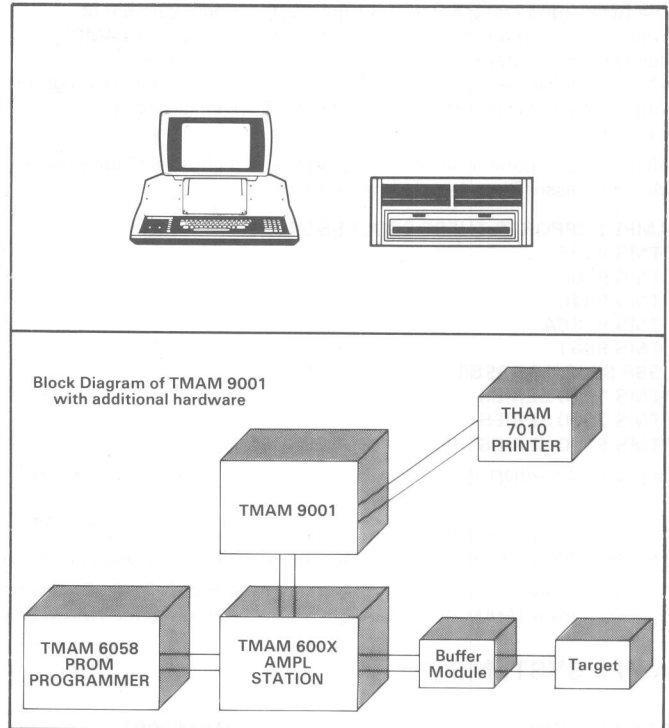 Block Diagram of TMAM 9001
with additional hardware
THAM
7010
PRINTER
TMAM 9001
TMAM 6058
PROM
PROGRAMMER
TMAM 600X
AMPL
STATION
Buffer
Module
Target